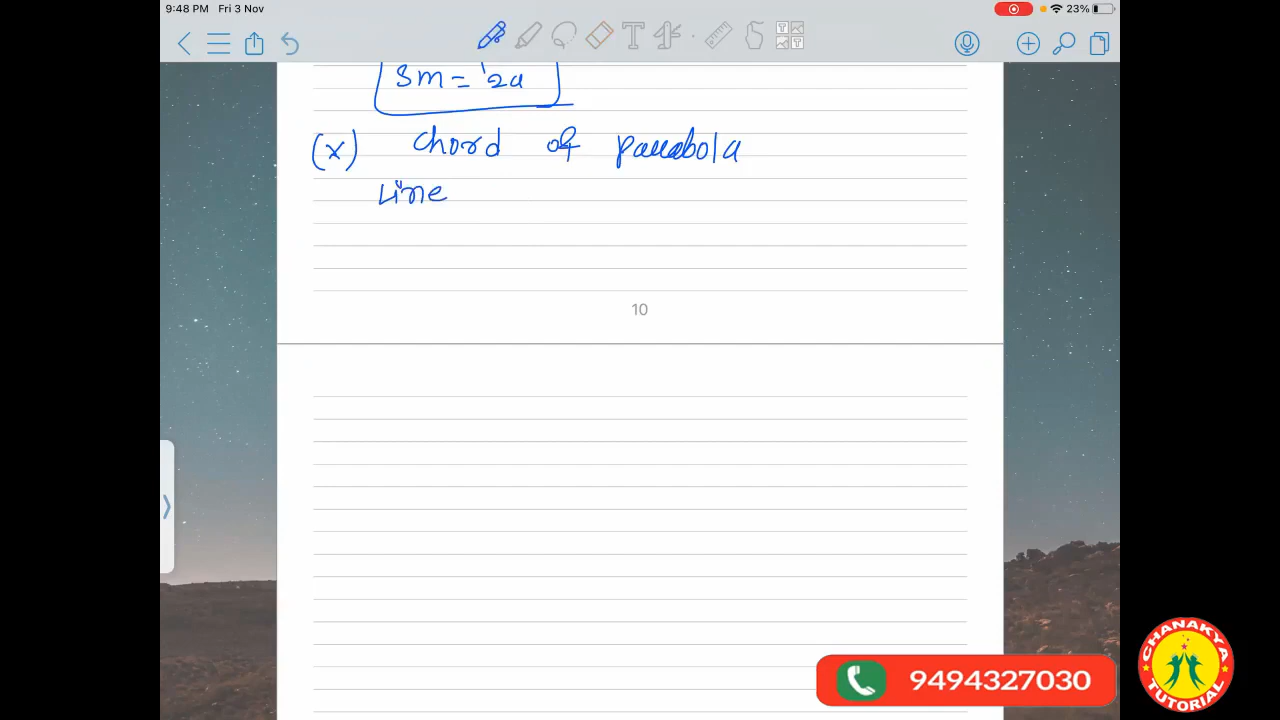 9:48 PM Fri 3 Nov
23%
SM = 2a
(x) chord of parabola
Line
10
9494327030
CHANAKYA
TUTORIAL